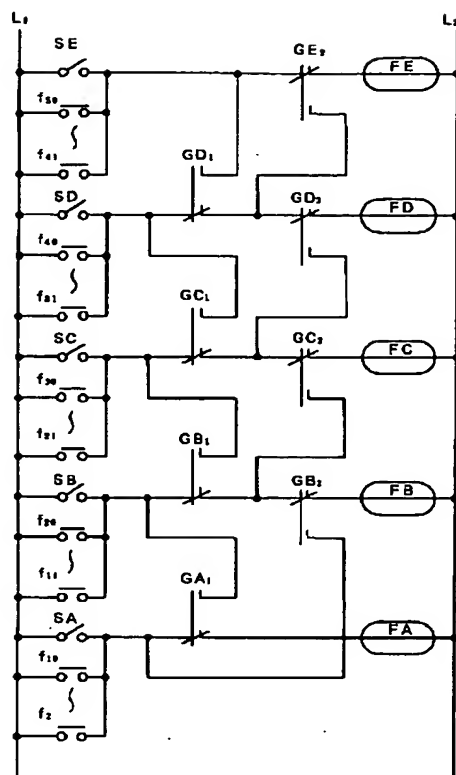 L₁ L₂
SE GE₂ FE
f₅₀
f₄₁
GD₁
SD GD₂ FD
f₄₀
f₃₁
GC₁
SC GC₂ FC
f₃₀
f₂₁
GB₁
SB GB₂ FB
f₂₀
f₁₁
GA₁
SA FA
f₁₀
f₂